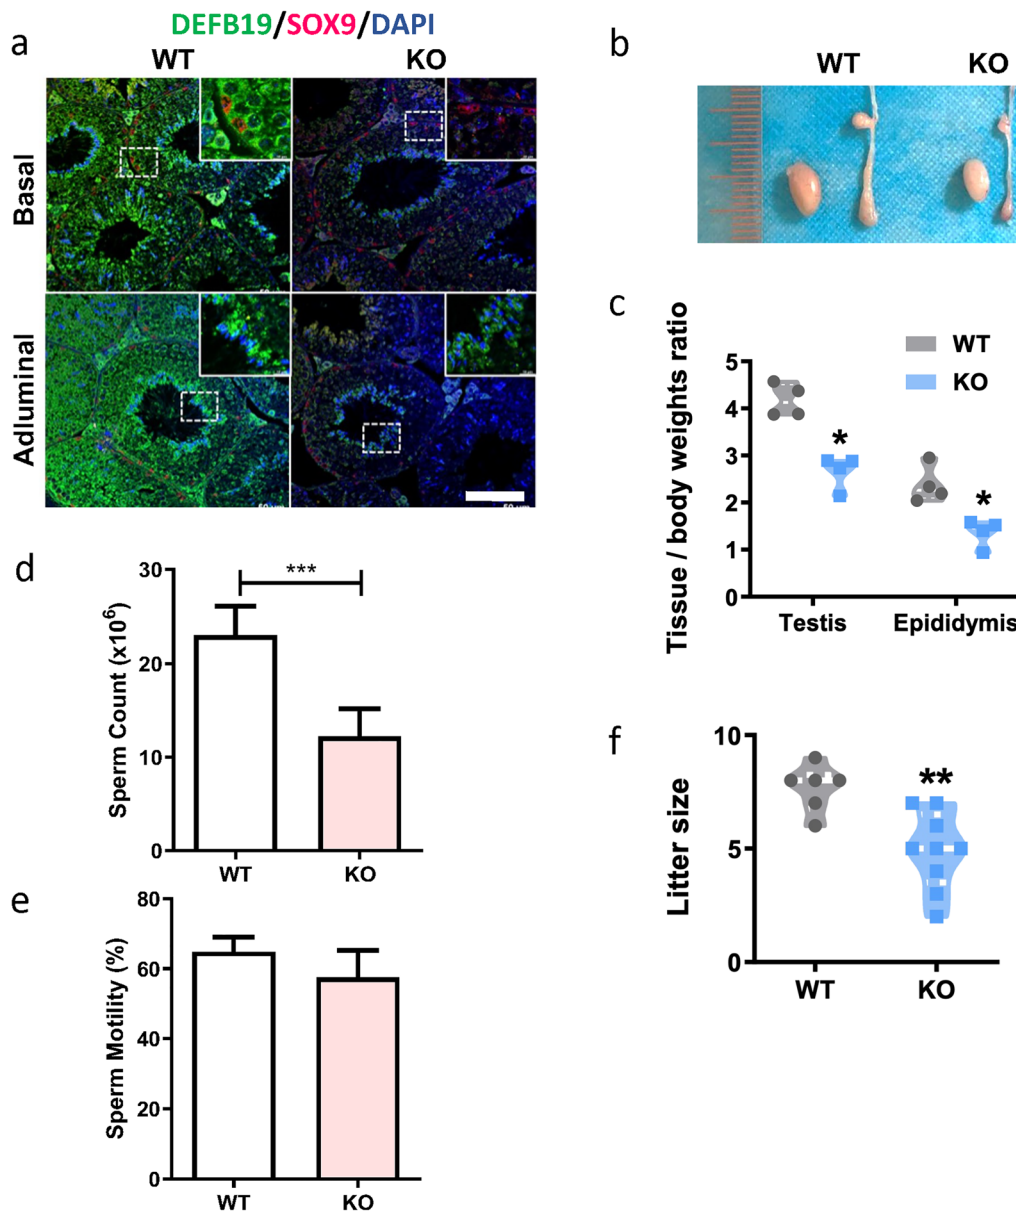 DEFB19/SOX9/DAPI
a
WT
KO
Basal
Adluminal
50 µm
b
WT
KO
c
WT
KO
Tissue / body weights ratio
5
4
3
2
1
0
*
*
Testis
Epididymis
d
Sperm Count (x10⁶)
30
20
10
0
***
WT
KO
e
Sperm Motility (%)
80
60
40
20
0
WT
KO
f
Litter size
10
5
0
**
WT
KO